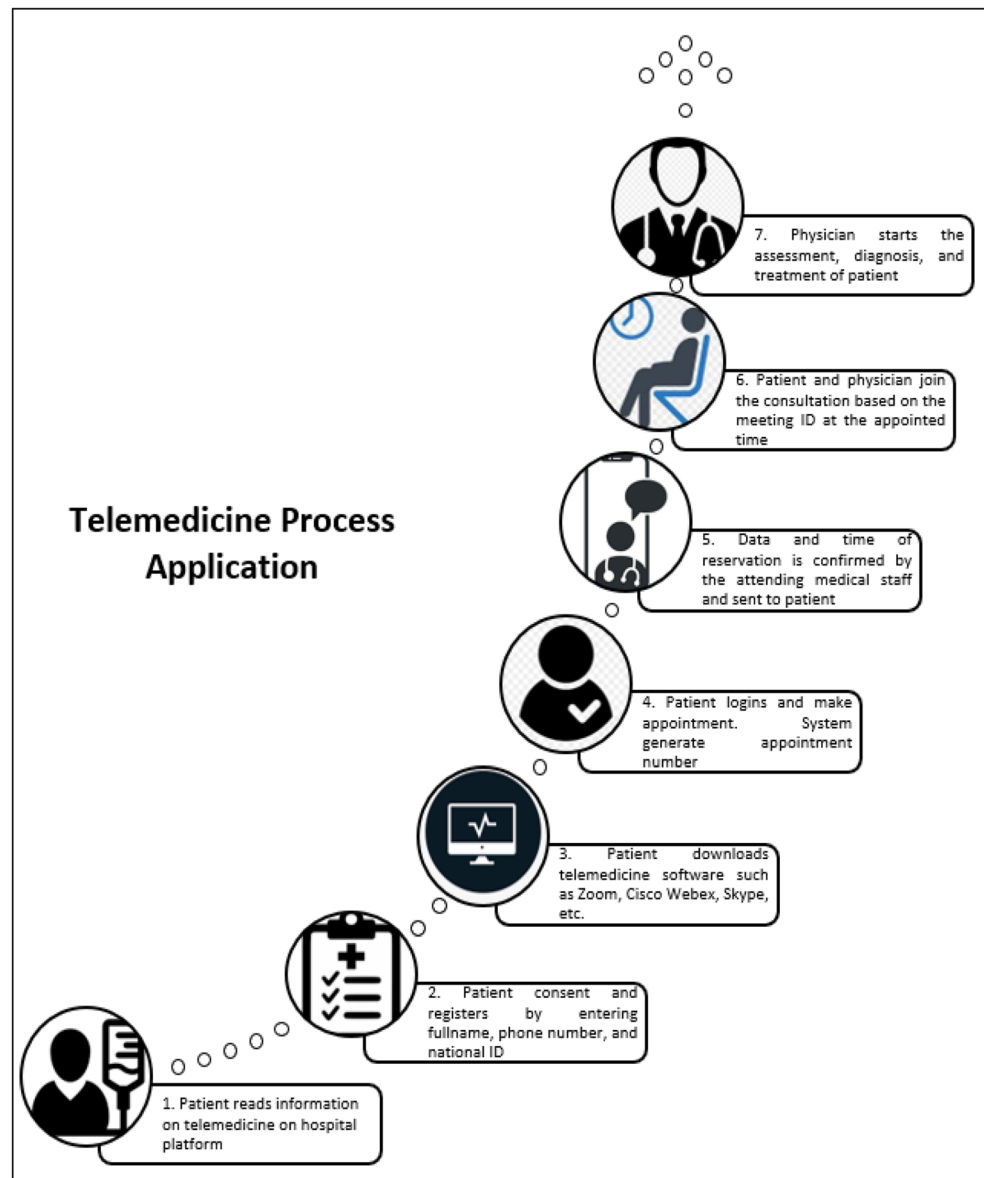 Telemedicine Process
Application
1. Patient reads information
on telemedicine on hospital
platform
2. Patient consent and
registers by entering
fullname, phone number, and
national ID
3. Patient downloads
telemedicine software such
as Zoom, Cisco Webex, Skype,
etc.
4. Patient logins and make
appointment. System
generate appointment
number
5. Data and time of
reservation is confirmed by
the attending medical staff
and sent to patient
6. Patient and physician join
the consultation based on the
meeting ID at the appointed
time
7. Physician starts the
assessment, diagnosis, and
treatment of patient